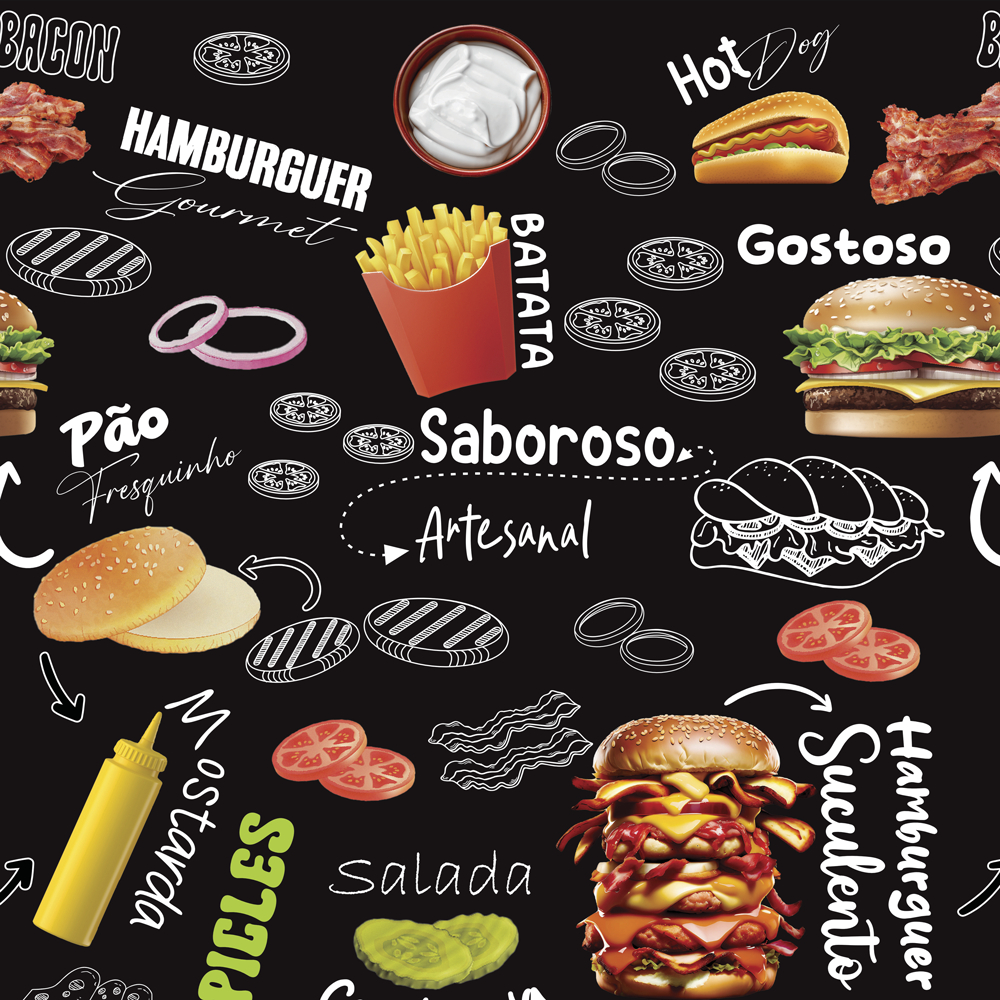 BACON
Hot Dog
HAMBURGUER
Gourmet
BATATA
Gostoso
Pão
Fresquinho
Saboroso
Artesanal
Mostarda
PICLES
Salada
Hamburguer
Suculento